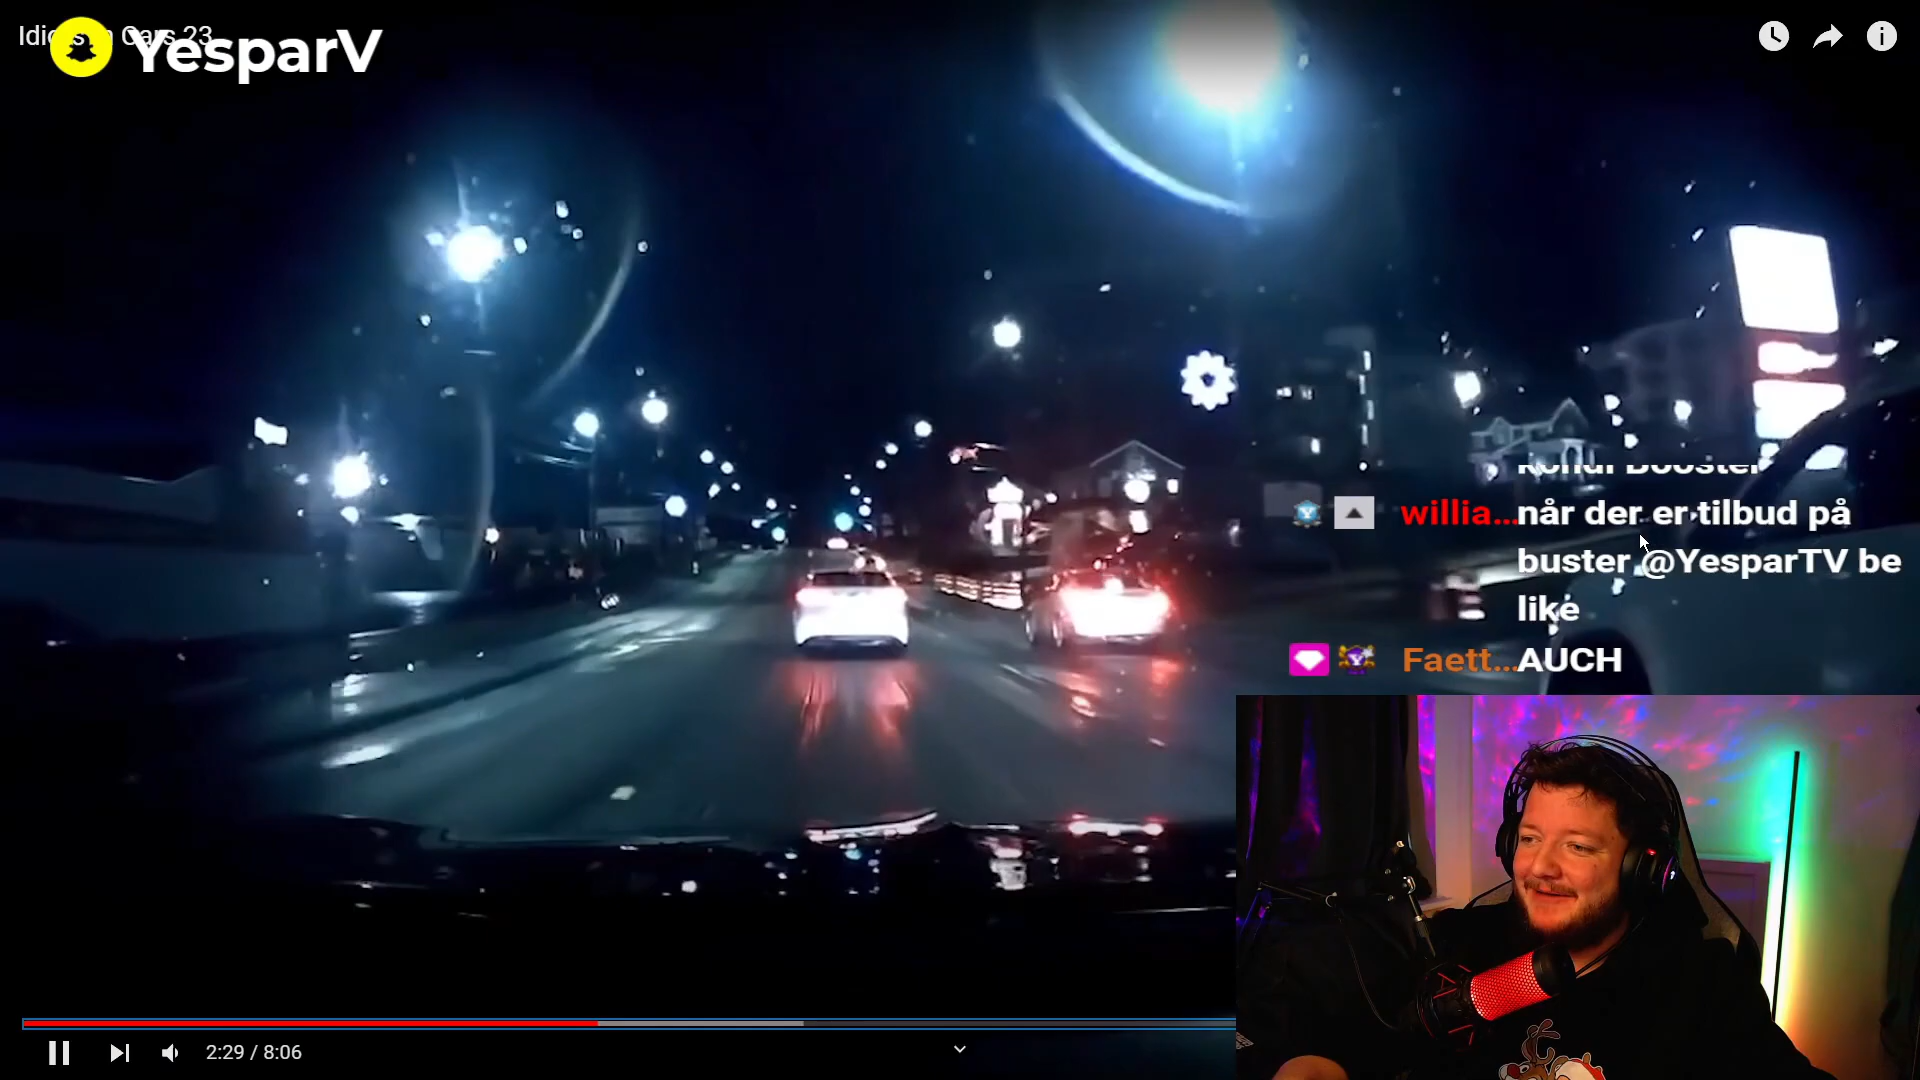 YesparV
når der er tilbud på
willia...
buster @YesparTV be
like
Faett...
AUCH
2:29 / 8:06